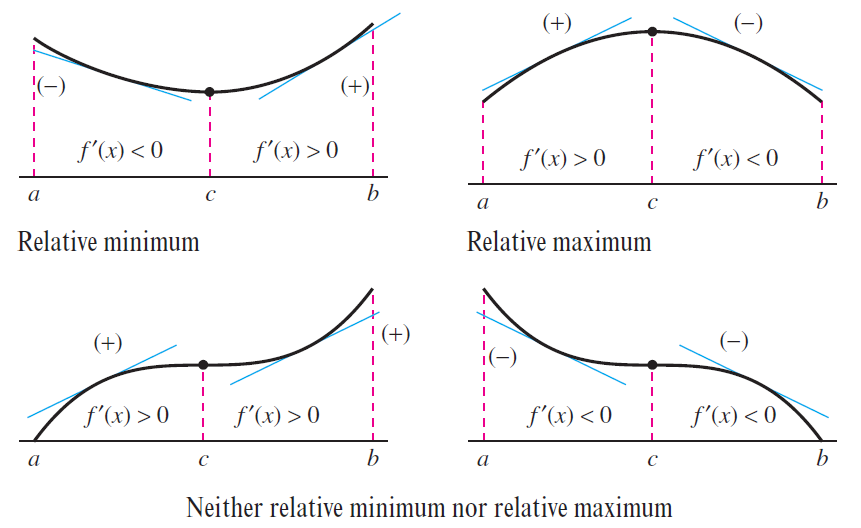 (−) (+)
f′(x) < 0 f′(x) > 0
a c b
Relative minimum
(+) (−)
f′(x) > 0 f′(x) < 0
a c b
Relative maximum
(+) (+)
f′(x) > 0 f′(x) > 0
a c b
(−) (−)
f′(x) < 0 f′(x) < 0
a c b
Neither relative minimum nor relative maximum